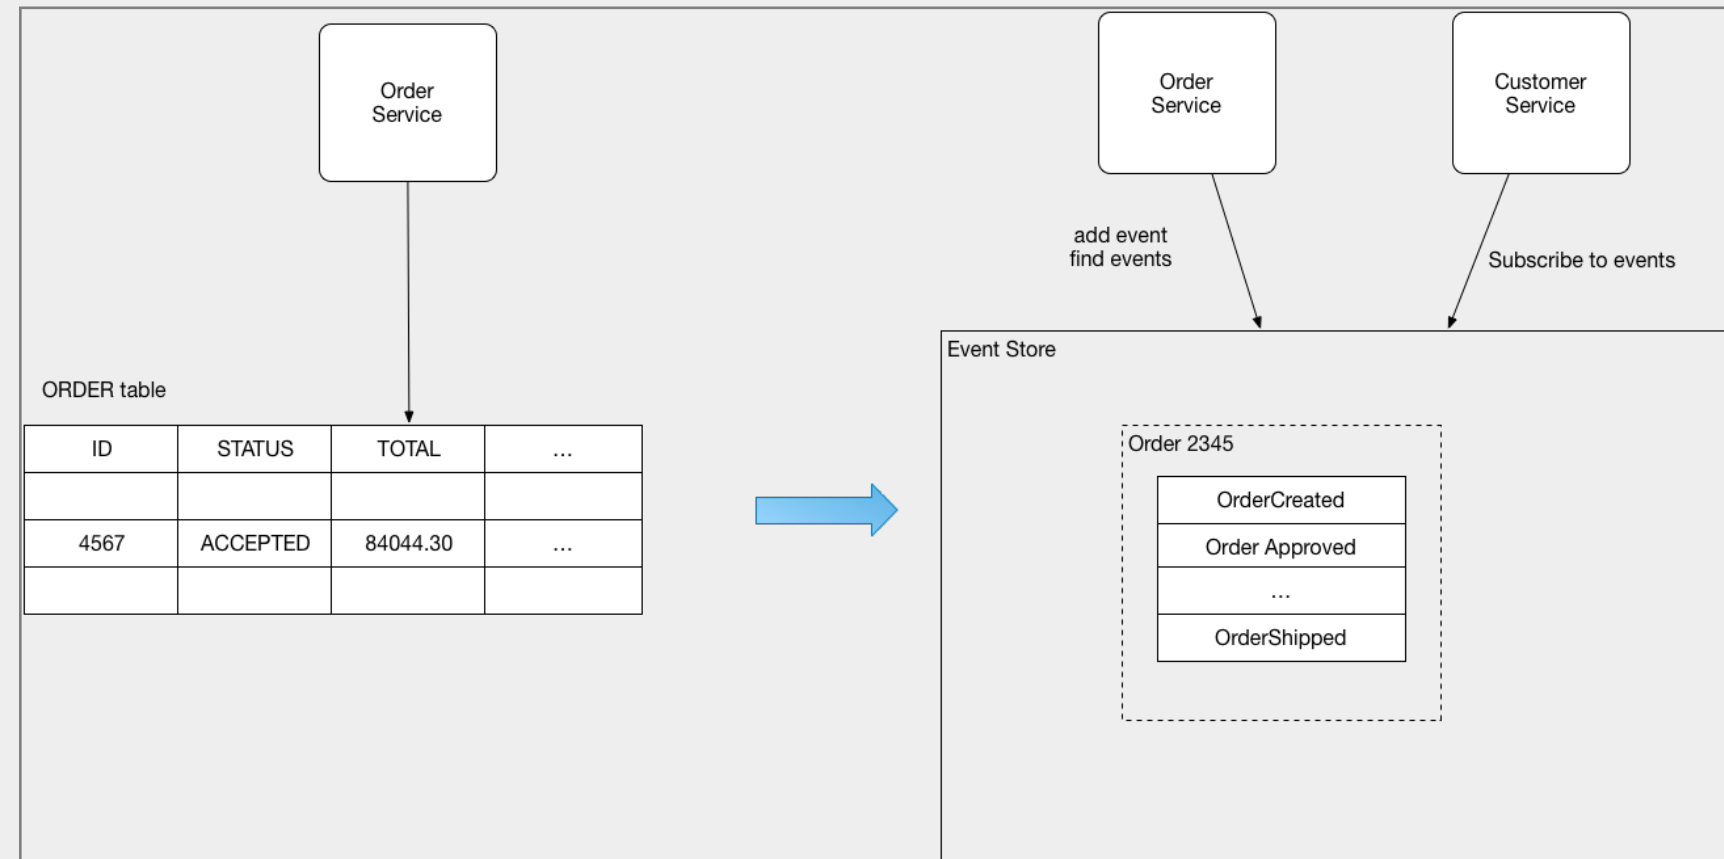 Order
Service
ORDER table
ID STATUS TOTAL ...
4567 ACCEPTED 84044.30 ...
Order
Service
Customer
Service
add event
find events
Subscribe to events
Event Store
Order 2345
OrderCreated
Order Approved
...
OrderShipped